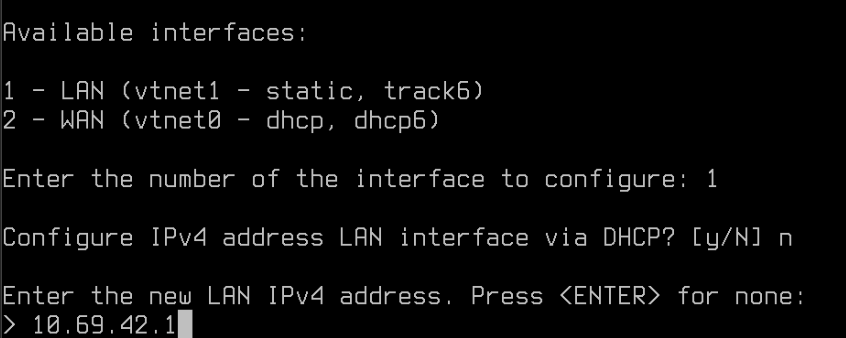 Available interfaces:
1 - LAN (vtnet1 - static, track6)
2 - WAN (vtnet0 - dhcp, dhcp6)
Enter the number of the interface to configure: 1
Configure IPv4 address LAN interface via DHCP? [y/N] n
Enter the new LAN IPv4 address. Press <ENTER> for none:
> 10.69.42.1